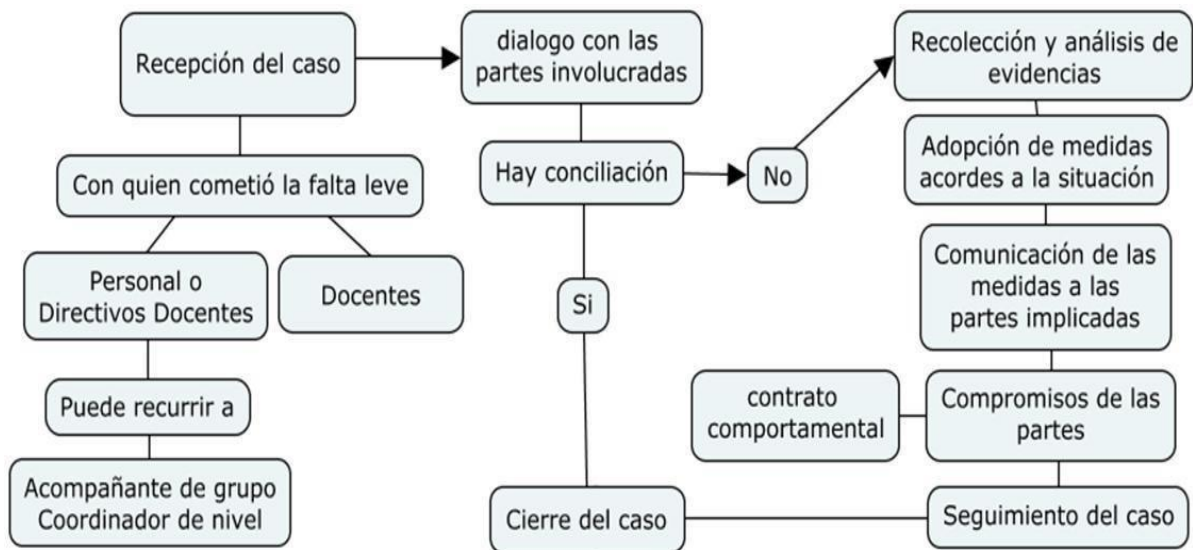 Recepción del caso
Con quien cometió la falta leve
Personal o
Directivos Docentes
Docentes
Puede recurrir a
Acompañante de grupo
Coordinador de nivel
dialogo con las
partes involucradas
Hay conciliación
No
Si
Recolección y análisis de
evidencias
Adopción de medidas
acordes a la situación
Comunicación de las
medidas a las
partes implicadas
Compromisos de las
partes
contrato
comportamental
Seguimiento del caso
Cierre del caso